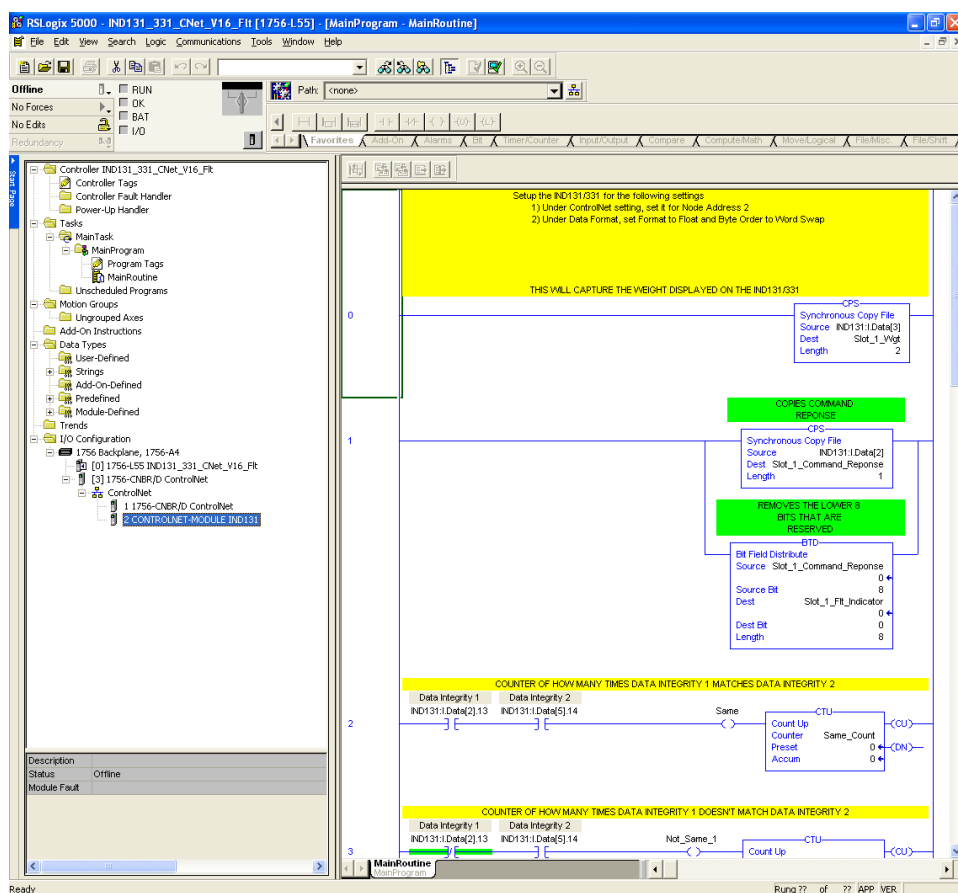 RSLogix 5000 - IND131_331_CNet_V16_Flt [1756-L55] - [MainProgram - MainRoutine]
File Edit View Search Logic Communications Tools Window Help
Offline
RUN
No Forces
OK
No Edits
BAT
Redundancy
I/O
Path: <none>
Favorites Add-On Alarms Bit Timer/Counter Input/Output Compare Compute/Math Move/Logical File/Misc. File/Shift
Start Page
Controller IND131_331_CNet_V16_Flt
Controller Tags
Controller Fault Handler
Power-Up Handler
Tasks
MainTask
MainProgram
Program Tags
MainRoutine
Unscheduled Programs
Motion Groups
Ungrouped Axes
Add-On Instructions
Data Types
User-Defined
Strings
Add-On-Defined
Predefined
Module-Defined
Trends
I/O Configuration
1756 Backplane, 1756-A4
[0] 1756-L55 IND131_331_CNet_V16_Flt
[3] 1756-CNBR/D ControlNet
ControlNet
1 1756-CNBR/D ControlNet
2 CONTROLNET-MODULE IND131
Description
Status Offline
Module Fault
Setup the IND131/331 for the following settings
1) Under ControlNet setting, set it for Node Address 2
2) Under Data Format, set Format to Float and Byte Order to Word Swap
THIS WILL CAPTURE THE WEIGHT DISPLAYED ON THE IND131/331
0
CPS
Synchronous Copy File
Source IND131:I.Data[3]
Dest Slot_1_Wgt
Length 2
COPIES COMMAND
REPONSE
1
CPS
Synchronous Copy File
Source IND131:I.Data[2]
Dest Slot_1_Command_Reponse
Length 1
REMOVES THE LOWER 8
BITS THAT ARE
RESERVED
BTD
Bit Field Distribute
Source Slot_1_Command_Reponse
0
Source Bit 8
Dest Slot_1_Flt_Indicator
0
Dest Bit 0
Length 8
COUNTER OF HOW MANY TIMES DATA INTEGRITY 1 MATCHES DATA INTEGRITY 2
Data Integrity 1 Data Integrity 2
IND131:I.Data[2].13 IND131:I.Data[5].14 Same
2
CTU
Count Up (CU)
Counter Same_Count
Preset 0 (DN)
Accum 0
COUNTER OF HOW MANY TIMES DATA INTEGRITY 1 DOESN'T MATCH DATA INTEGRITY 2
Data Integrity 1 Data Integrity 2
IND131:I.Data[2].13 IND131:I.Data[5].14 Not_Same_1
3
CTU
Count Up (CU)
MainRoutine
MainProgram
Ready
Rung ?? of ?? APP VER